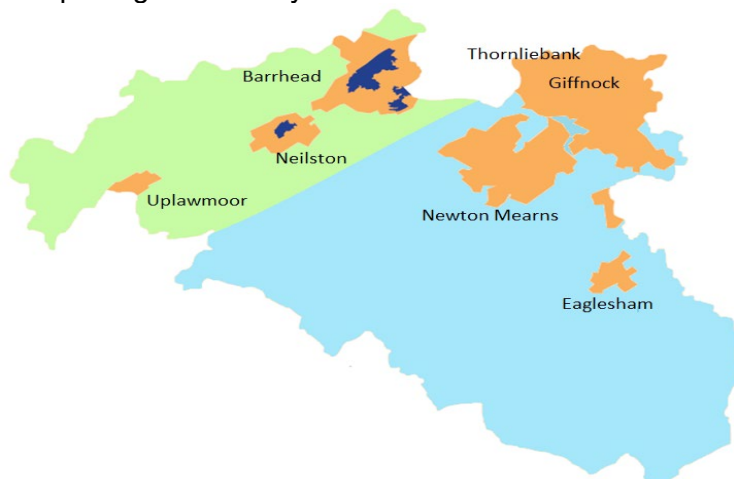 Thornliebank
Barrhead
Giffnock
Neilston
Uplawmoor
Newton Mearns
Eaglesham